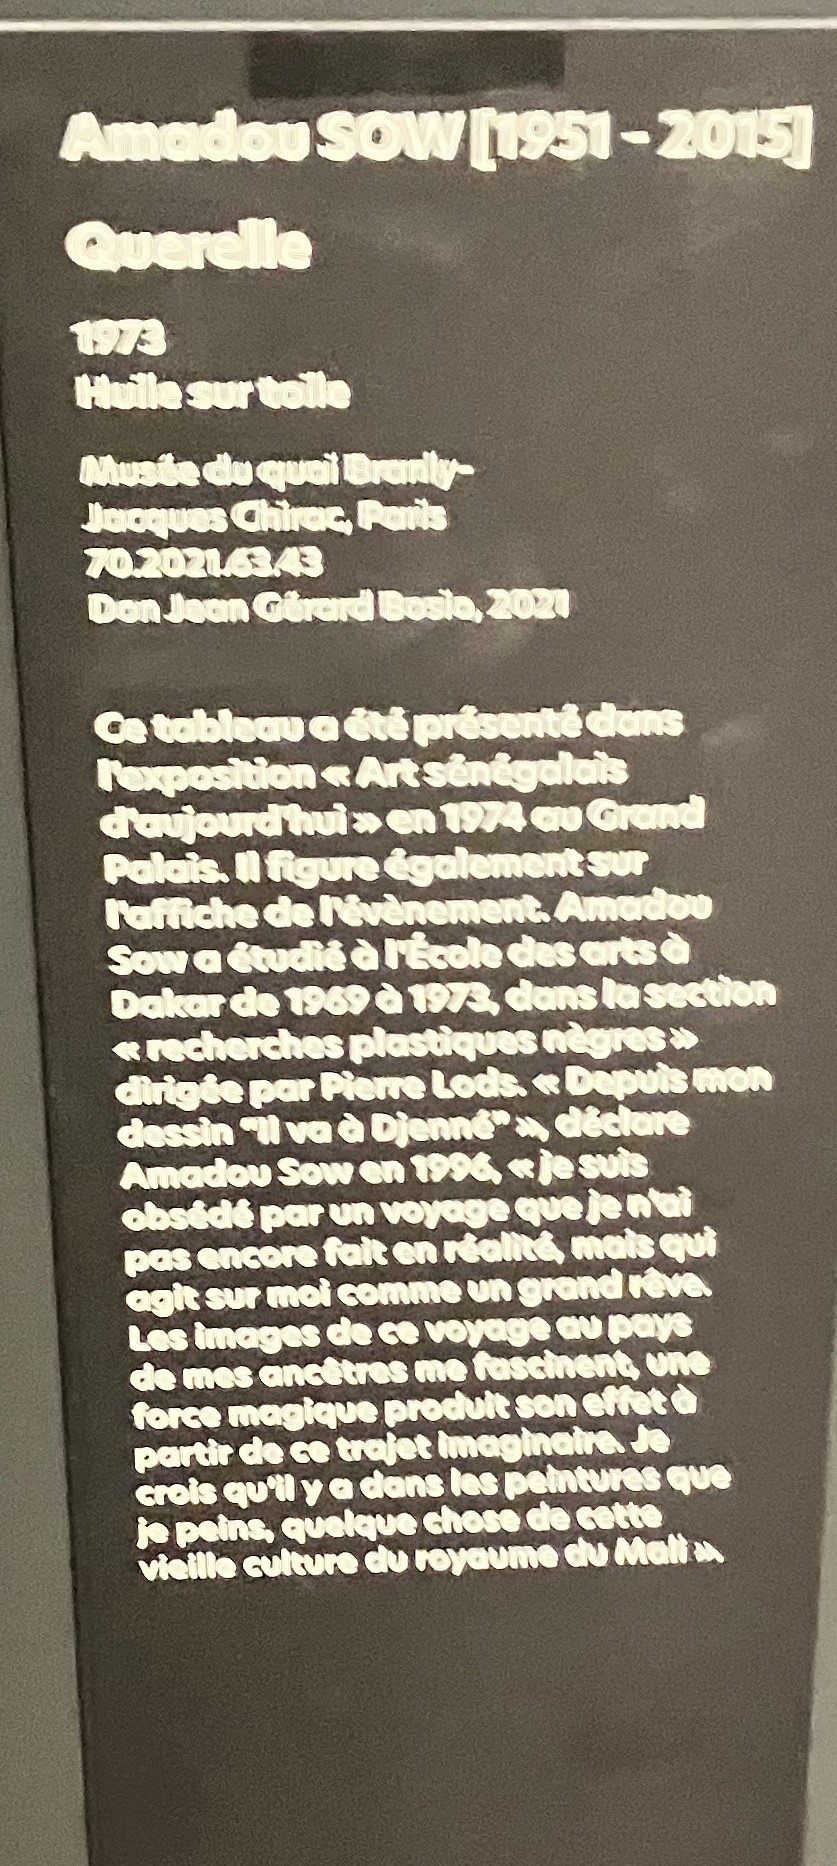 Amadou SOW [1951 - 2015]
Querelle
1973
Huile sur toile
Musée du quai Branly-
Jacques Chirac, Paris
70.2021.63.43
Don Jean Gérard Bosio, 2021
Ce tableau a été présenté dans
l'exposition « Art sénégalais
d'aujourd'hui » en 1974 au Grand
Palais. Il figure également sur
l'affiche de l'évènement. Amadou
Sow a étudié à l'École des arts à
Dakar de 1969 à 1973, dans la section
« recherches plastiques nègres »
dirigée par Pierre Lods. « Depuis mon
dessin "Il va à Djenné" », déclare
Amadou Sow en 1996, « je suis
obsédé par un voyage que je n'ai
pas encore fait en réalité, mais qui
agit sur moi comme un grand rêve.
Les images de ce voyage au pays
de mes ancêtres me fascinent, une
force magique produit son effet à
partir de ce trajet imaginaire. Je
crois qu'il y a dans les peintures que
je peins, quelque chose de cette
vieille culture du royaume du Mali ».